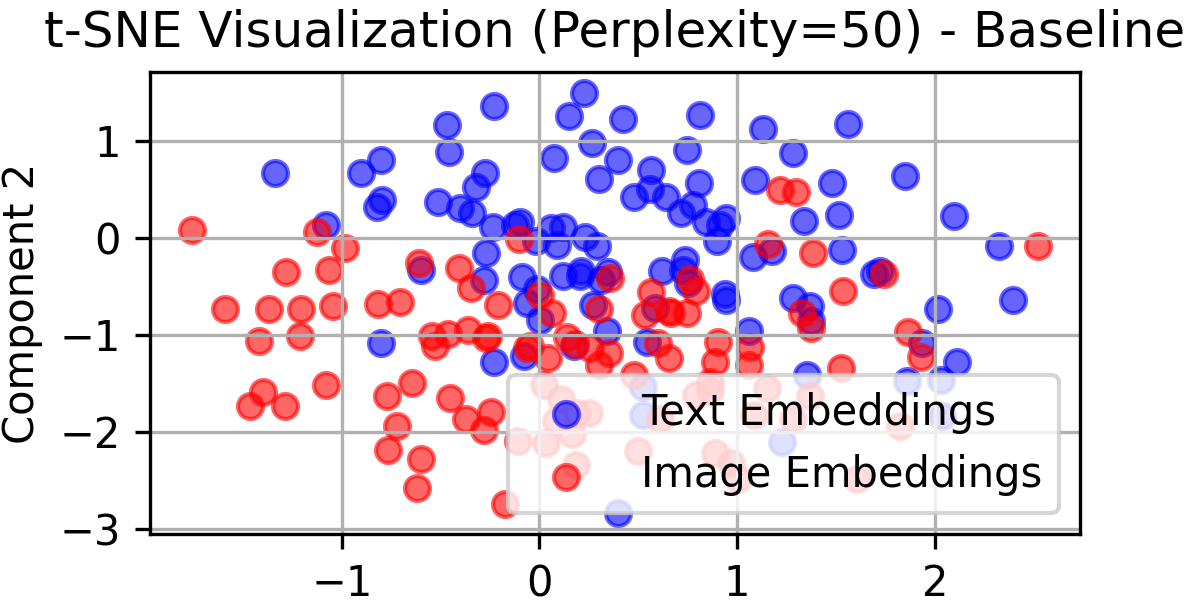 t-SNE Visualization (Perplexity=50) - Baseline
Component 2
1
0
−1
−2
−3
Text Embeddings
Image Embeddings
−1 0 1 2